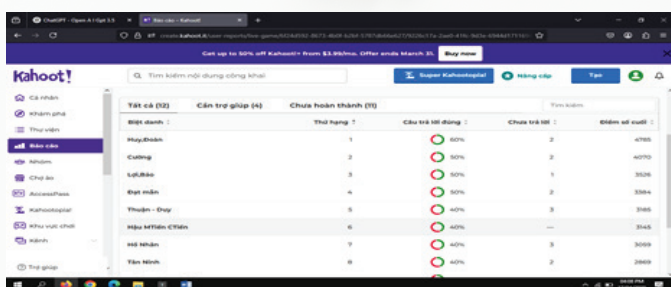 ChatGPT - Open A I Gpt 3.5
Báo cáo - Kahoot!
Get up to 50% off Kahoot!+ from $3.99/mo. Offer ends March 31. Buy now
Kahoot!
Tìm kiếm nội dung công khai
Super Kahootopia!
Nâng cấp
Tạo
Cá nhân
Khám phá
Thư viện
Báo cáo
Nhóm
Chợ ảo
AccessPass
Kahootopia!
Khu vực chơi
Kênh
Trợ giúp
Tất cả (12) Cần trợ giúp (4) Chưa hoàn thành (11) Tìm kiếm
Biệt danh Thứ hạng Câu trả lời đúng Chưa trả lời Điểm số cuối
Huy,Đoàn 1 60% 2 4785
Cường 2 50% 2 4070
Lợi,Bảo 3 50% 1 3526
Đạt mẫn 4 50% 2 3384
Thuận - Duy 5 40% 3 3185
Hậu MTiến CTiến 6 40% — 3145
Hồ Nhân 7 40% 3 3059
Tân Ninh 8 40% 2 2869